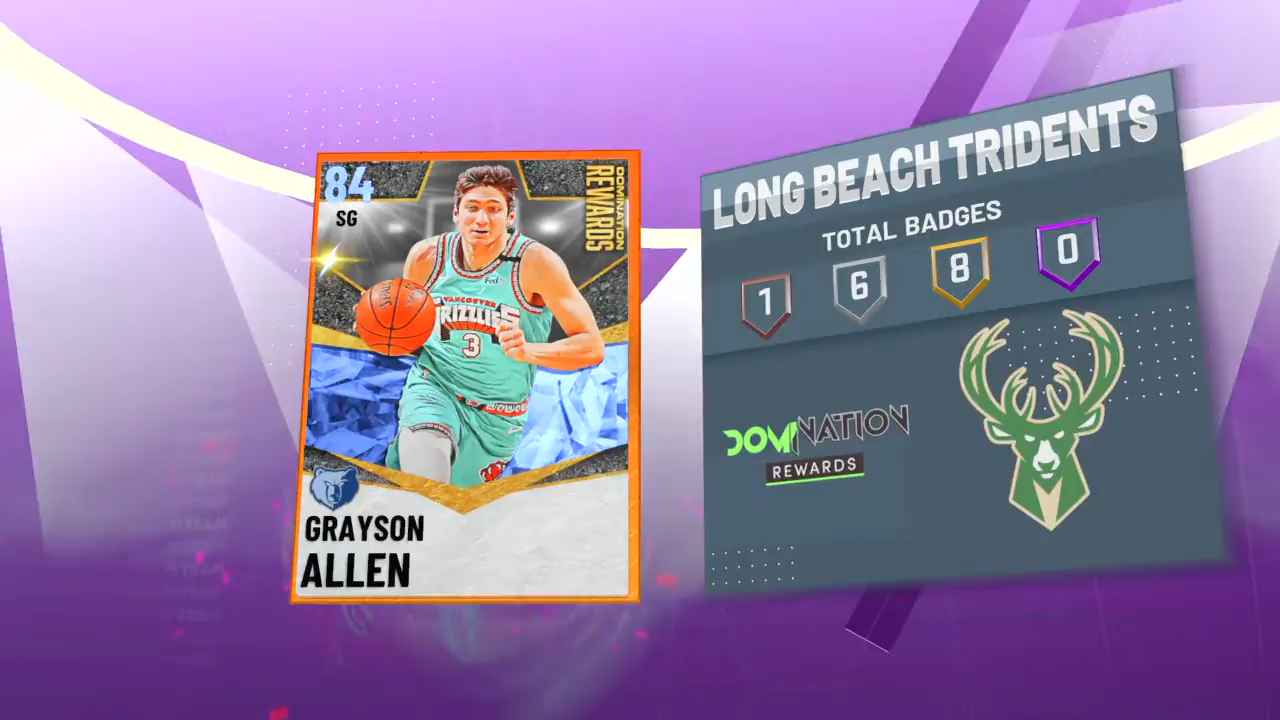 84
SG
DOMINATION
REWARDS
FedEx
VANCOUVER
GRIZZLIES
3
GRAYSON
ALLEN
LONG BEACH TRIDENTS
TOTAL BADGES
1 6 8 0
DOMINATION
REWARDS